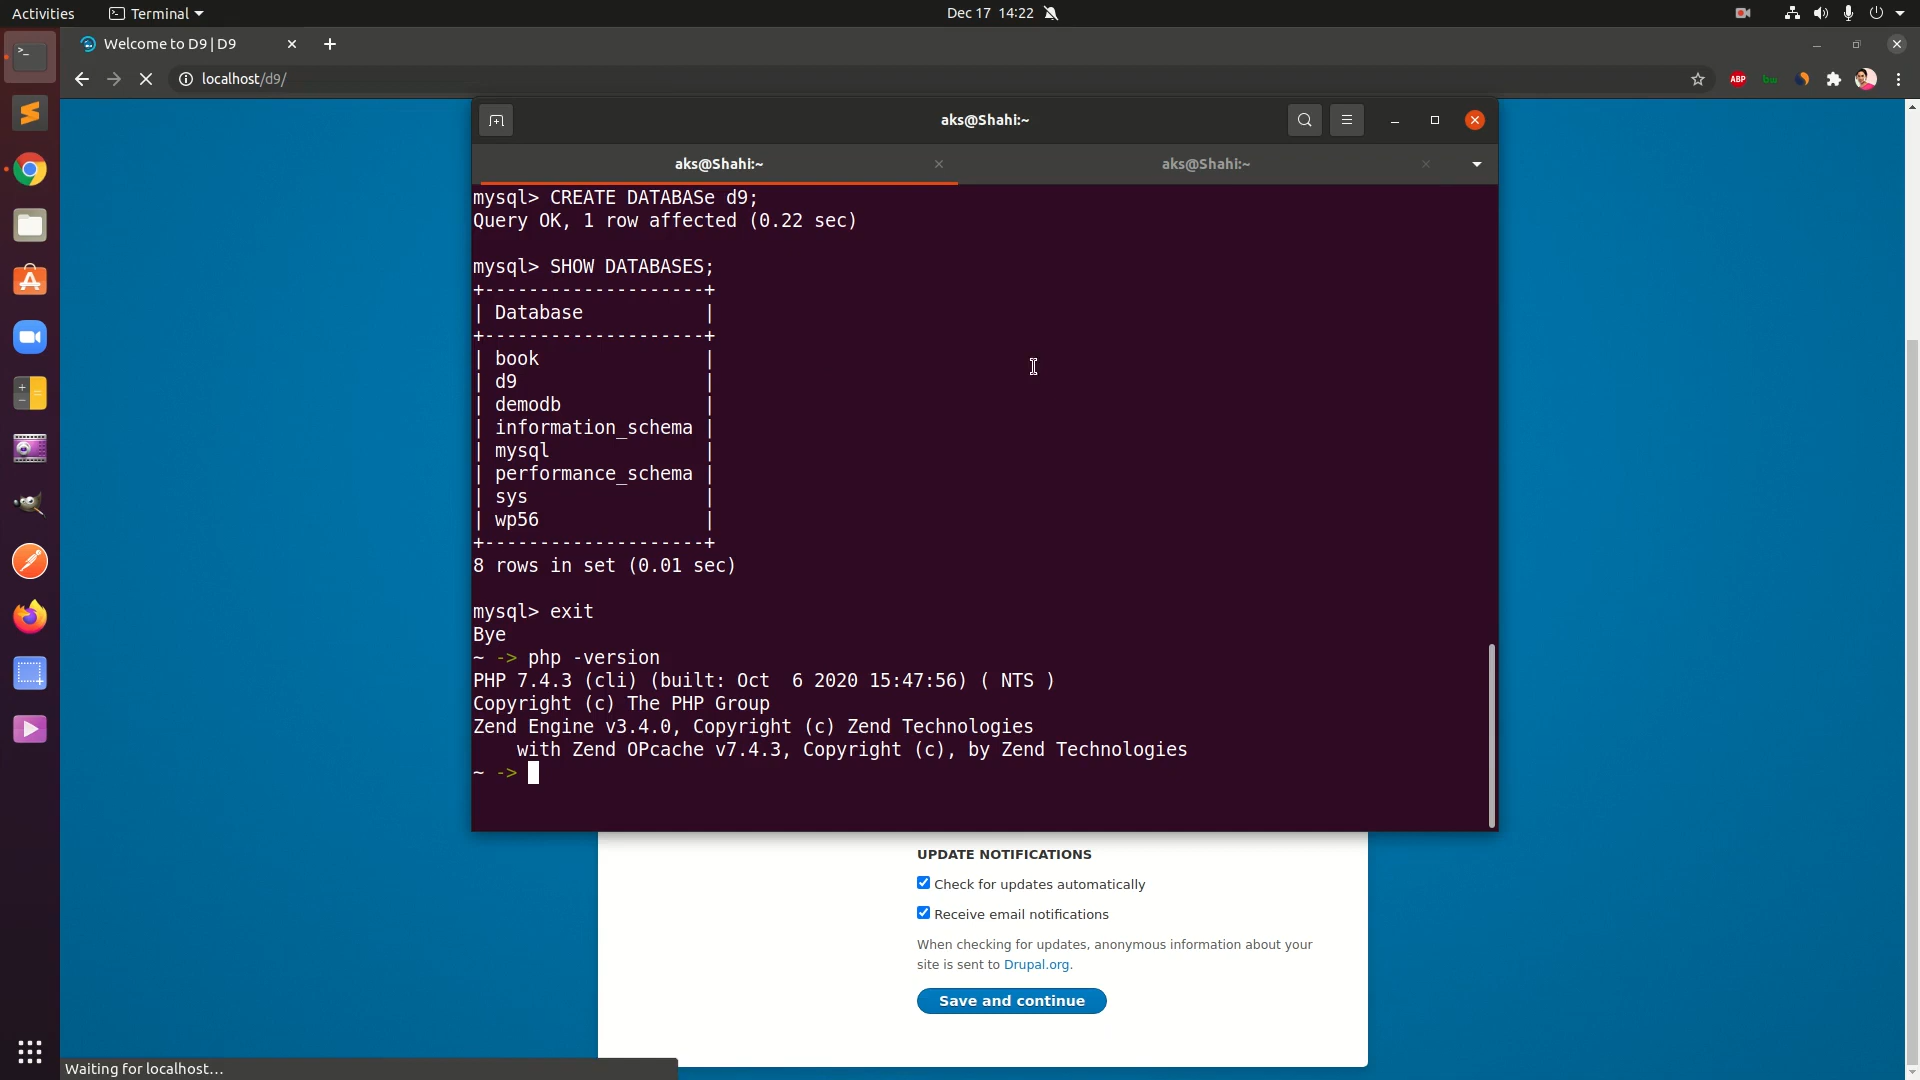 Activities
Terminal
Dec 17 14:22
Welcome to D9 | D9
localhost/d9/
ABP
aks@Shahi:~
aks@Shahi:~
aks@Shahi:~
mysql> CREATE DATABASe d9;
Query OK, 1 row affected (0.22 sec)
mysql> SHOW DATABASES;
+--------------------+
| Database           |
+--------------------+
| book               |
| d9                 |
| demodb             |
| information_schema |
| mysql              |
| performance_schema |
| sys                |
| wp56               |
+--------------------+
8 rows in set (0.01 sec)
mysql> exit
Bye
~ -> php -version
PHP 7.4.3 (cli) (built: Oct  6 2020 15:47:56) ( NTS )
Copyright (c) The PHP Group
Zend Engine v3.4.0, Copyright (c) Zend Technologies
    with Zend OPcache v7.4.3, Copyright (c), by Zend Technologies
~ ->
UPDATE NOTIFICATIONS
Check for updates automatically
Receive email notifications
When checking for updates, anonymous information about your
site is sent to Drupal.org.
Save and continue
Waiting for localhost...